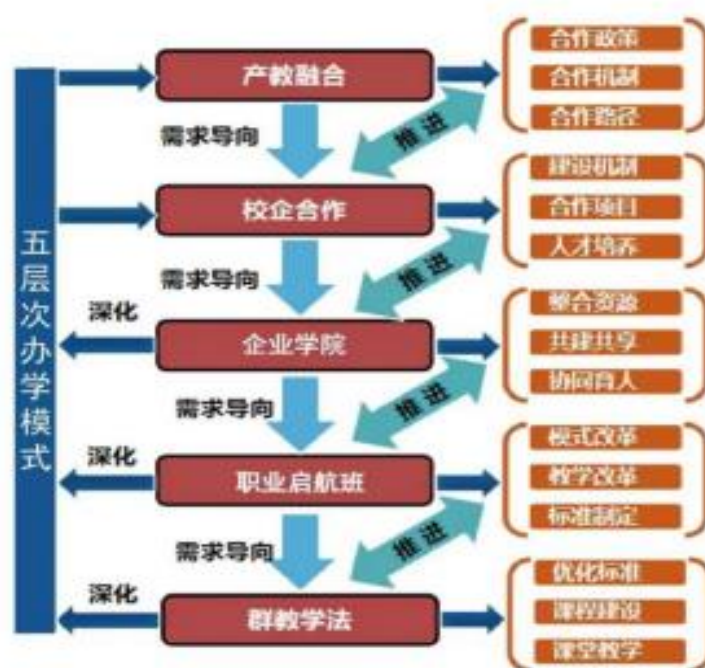 五层次办学模式
产教融合
合作政策
合作机制
合作路径
需求导向
推进
校企合作
建设机制
合作项目
人才培养
需求导向
推进
深化
企业学院
整合资源
共建共享
协同育人
需求导向
推进
深化
职业启航班
模式改革
教学改革
标准制定
需求导向
推进
深化
群教学法
优化标准
课程建设
课堂教学